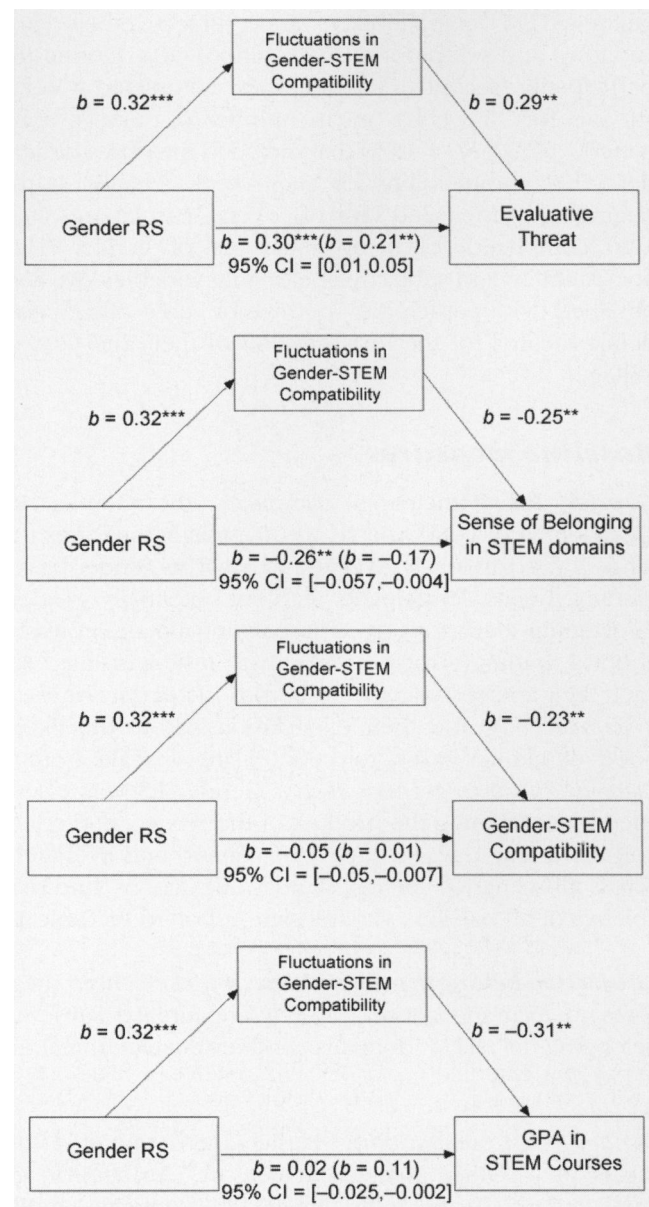 Fluctuations in
Gender-STEM
Compatibility
b = 0.32***
b = 0.29**
Gender RS
Evaluative
Threat
b = 0.30***(b = 0.21**)
95% CI = [0.01,0.05]
Fluctuations in
Gender-STEM
Compatibility
b = 0.32***
b = -0.25**
Gender RS
Sense of Belonging
in STEM domains
b = –0.26** (b = –0.17)
95% CI = [–0.057,–0.004]
Fluctuations in
Gender-STEM
Compatibility
b = 0.32***
b = –0.23**
Gender RS
Gender-STEM
Compatibility
b = –0.05 (b = 0.01)
95% CI = [–0.05,–0.007]
Fluctuations in
Gender-STEM
Compatibility
b = 0.32***
b = –0.31**
Gender RS
GPA in
STEM Courses
b = 0.02 (b = 0.11)
95% CI = [–0.025,–0.002]